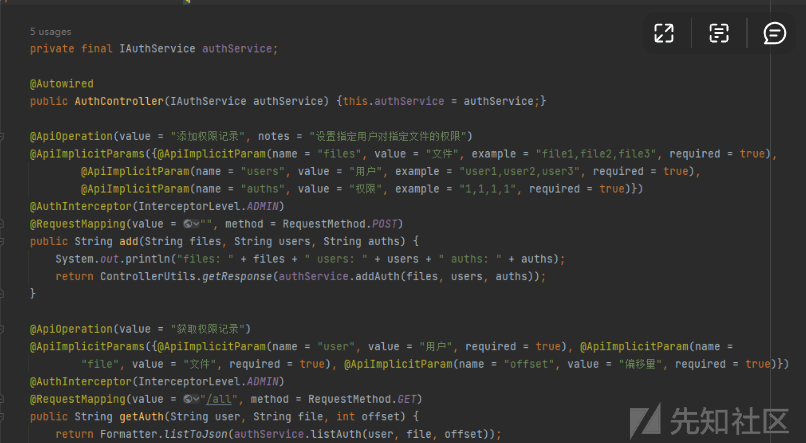 5 usages
private final IAuthService authService;
@Autowired
public AuthController(IAuthService authService) {this.authService = authService;}
@ApiOperation(value = "添加权限记录", notes = "设置指定用户对指定文件的权限")
@ApiImplicitParams({@ApiImplicitParam(name = "files", value = "文件", example = "file1,file2,file3", required = true),
@ApiImplicitParam(name = "users", value = "用户", example = "user1,user2,user3", required = true),
@ApiImplicitParam(name = "auths", value = "权限", example = "1,1,1,1", required = true)})
@AuthInterceptor(InterceptorLevel.ADMIN)
@RequestMapping(value = "", method = RequestMethod.POST)
public String add(String files, String users, String auths) {
System.out.println("files: " + files + " users: " + users + " auths: " + auths);
return ControllerUtils.getResponse(authService.addAuth(files, users, auths));
}
@ApiOperation(value = "获取权限记录")
@ApiImplicitParams({@ApiImplicitParam(name = "user", value = "用户", required = true), @ApiImplicitParam(name =
"file", value = "文件", required = true), @ApiImplicitParam(name = "offset", value = "偏移量", required = true)})
@AuthInterceptor(InterceptorLevel.ADMIN)
@RequestMapping(value = "/all", method = RequestMethod.GET)
public String getAuth(String user, String file, int offset) {
return Formatter.listToJson(authService.listAuth(user, file, offset));
先知社区